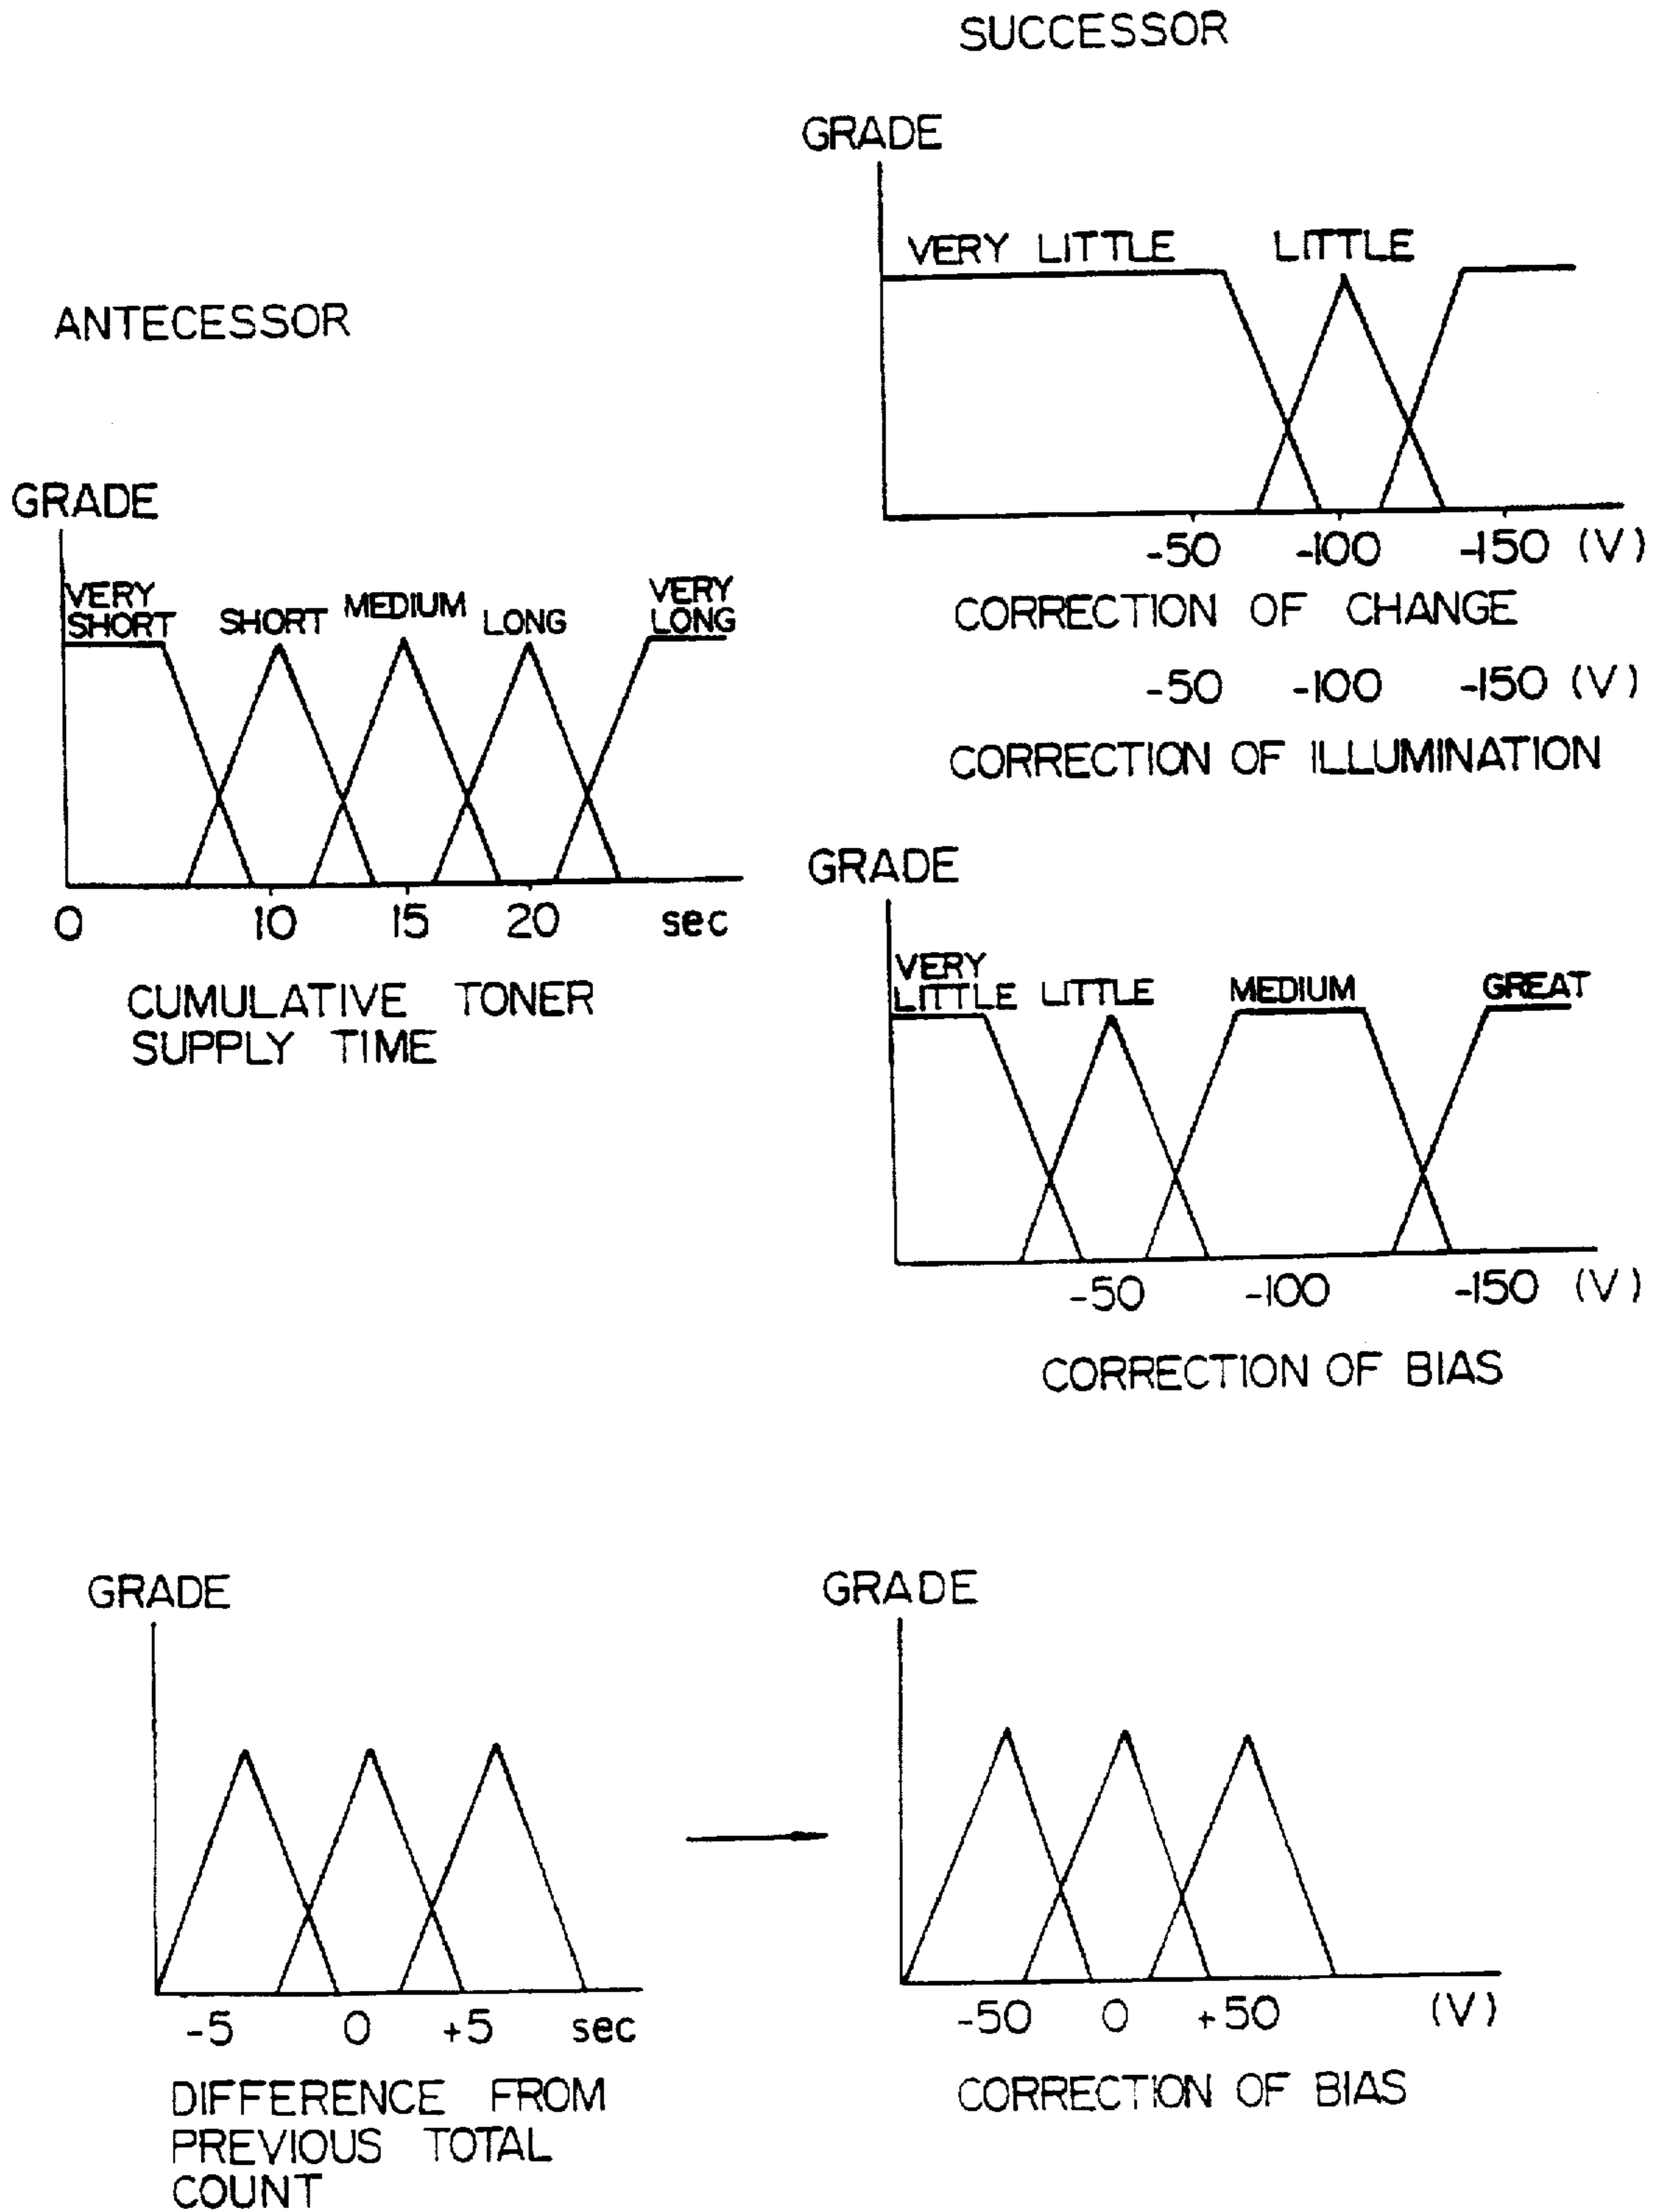 SUCCESSOR
GRADE
VERY LITTLE LITTLE
-50 -100 -150 (V)
CORRECTION OF CHANGE
-50 -100 -150 (V)
CORRECTION OF ILLUMINATION
ANTECESSOR
GRADE
VERY
SHORT
SHORT
MEDIUM
LONG
VERY
LONG
0 10 15 20 sec
CUMULATIVE TONER
SUPPLY TIME
GRADE
VERY
LITTLE
LITTLE
MEDIUM
GREAT
-50 -100 -150 (V)
CORRECTION OF BIAS
GRADE
-5 0 +5 sec
DIFFERENCE FROM
PREVIOUS TOTAL
COUNT
GRADE
-50 0 +50 (V)
CORRECTION OF BIAS